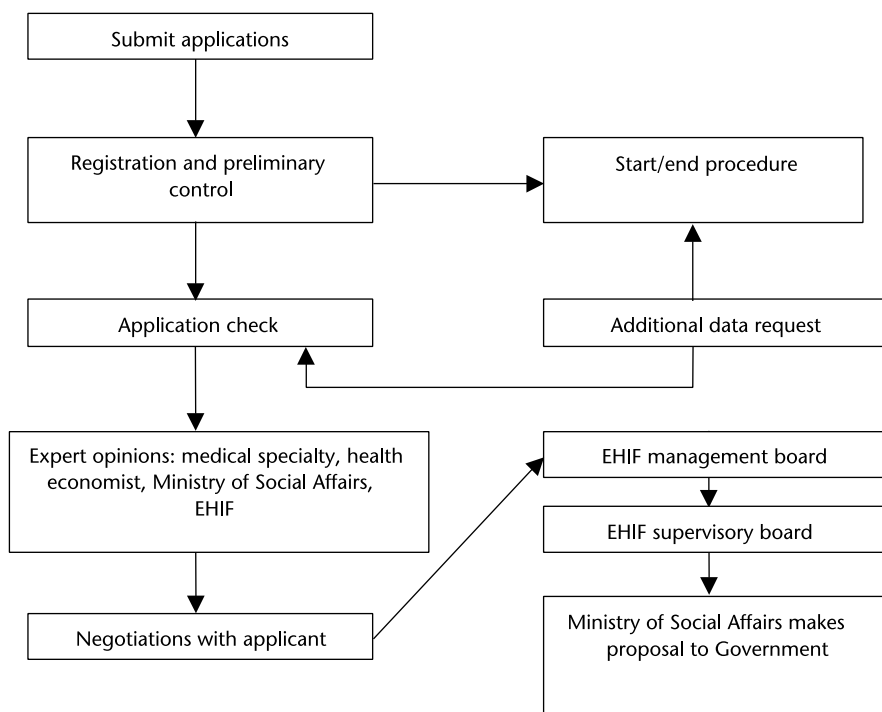 Submit applications
Registration and preliminary
control
Start/end procedure
Application check
Additional data request
Expert opinions: medical specialty, health
economist, Ministry of Social Affairs,
EHIF
Negotiations with applicant
EHIF management board
EHIF supervisory board
Ministry of Social Affairs makes
proposal to Government